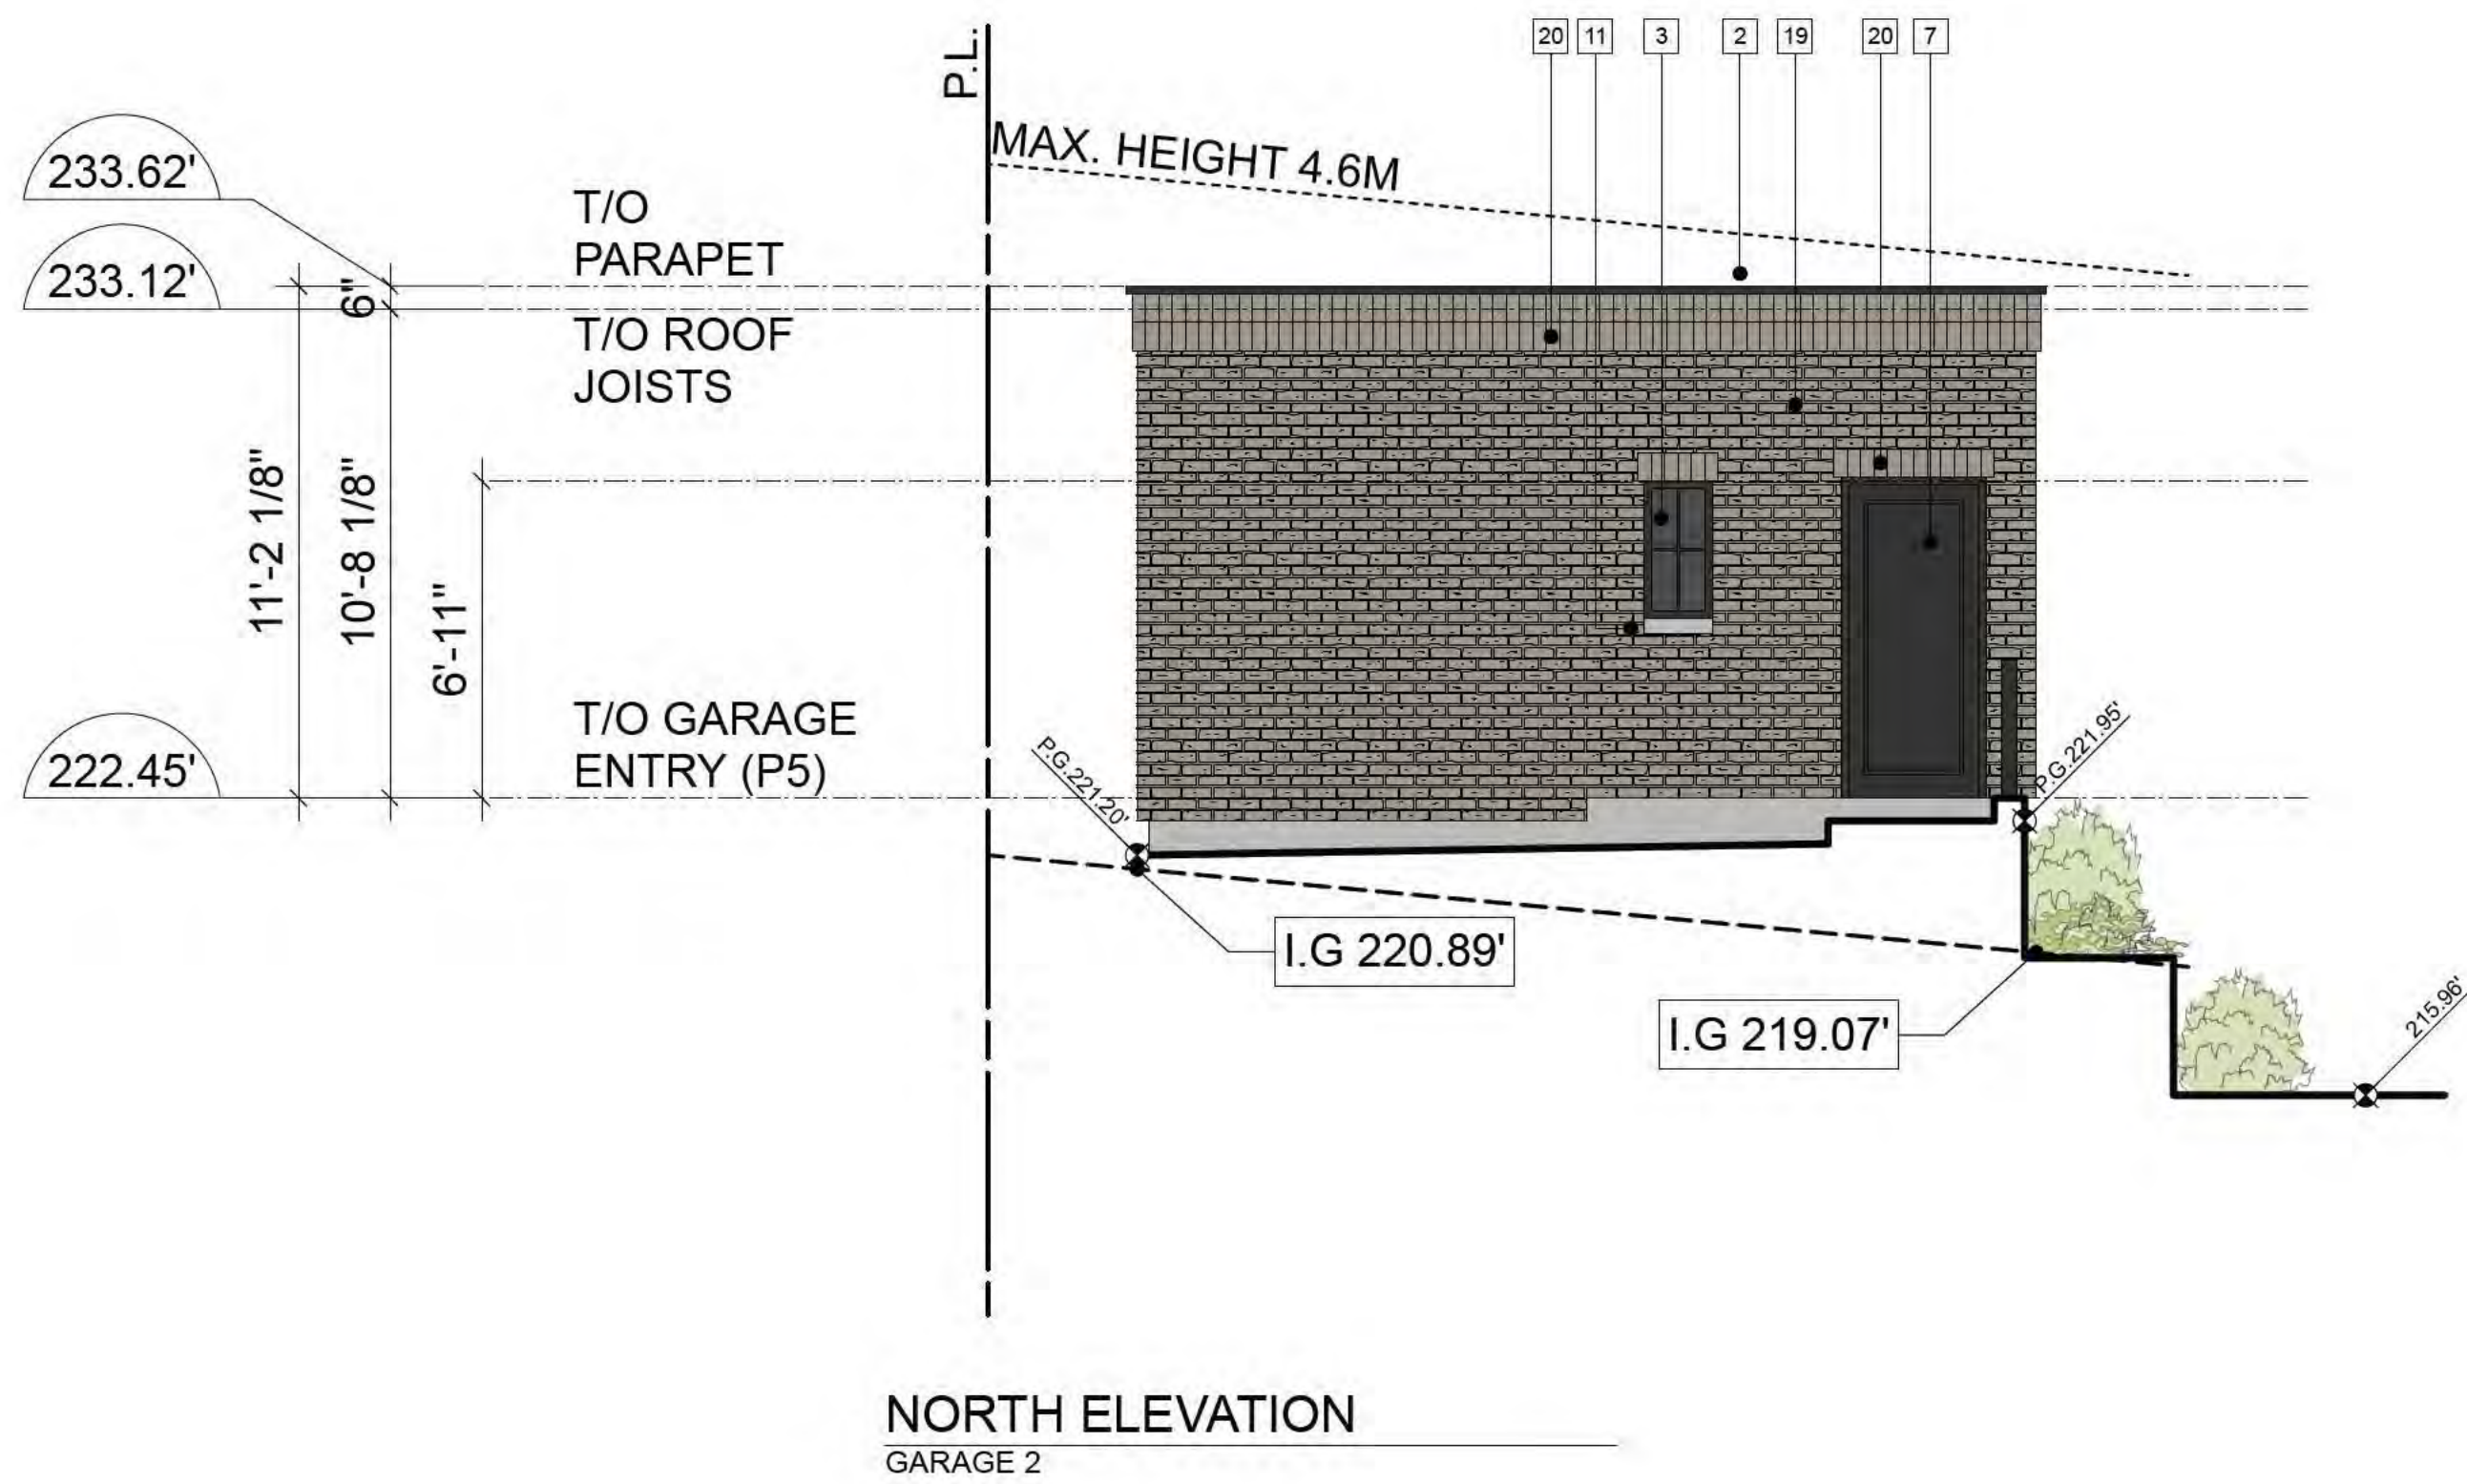 20 11 3 2 19 20 7
P.L.
MAX. HEIGHT 4.6M
233.62'
T/O
PARAPET
233.12'
6"
T/O ROOF
JOISTS
11'-2 1/8"
10'-8 1/8"
6'-11"
T/O GARAGE
ENTRY (P5)
222.45'
P.G.221.20'
P.G.221.95'
I.G 220.89'
I.G 219.07'
215.96'
NORTH ELEVATION
GARAGE 2